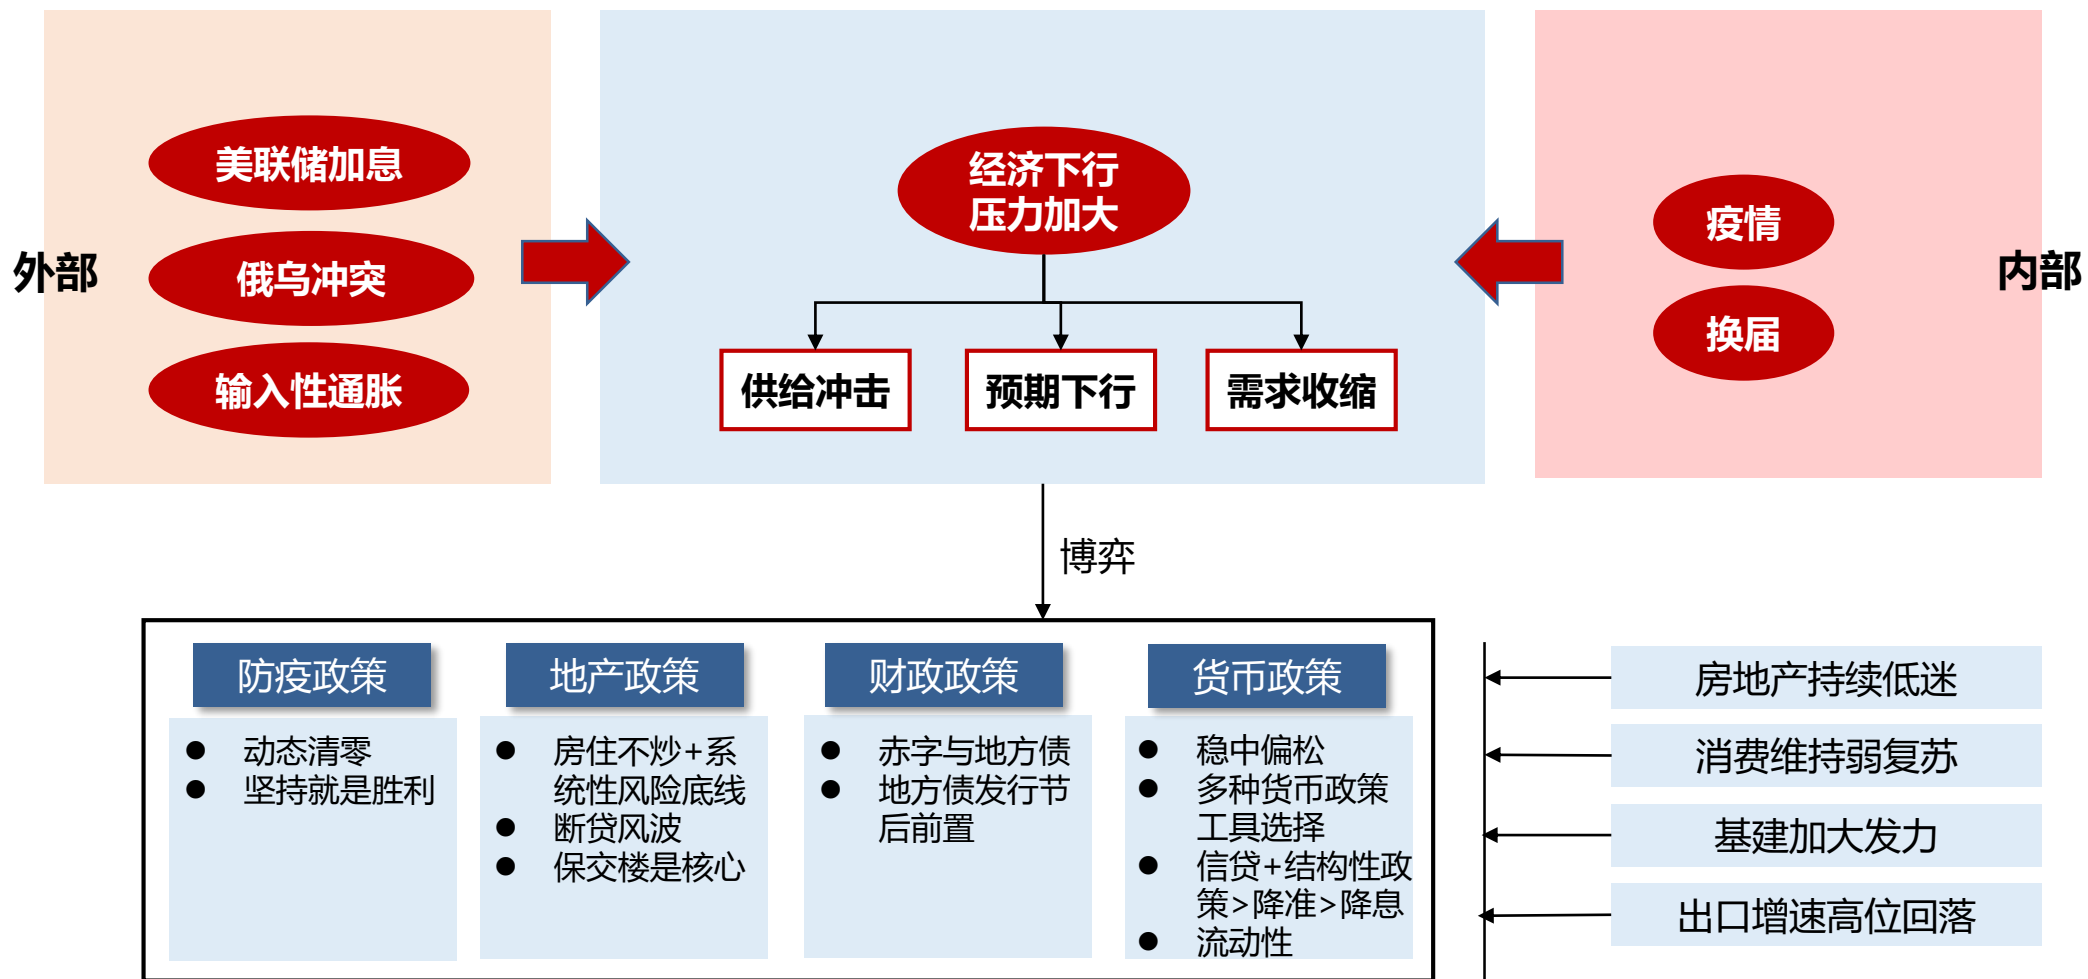 外部
美联储加息
俄乌冲突
输入性通胀
经济下行
压力加大
供给冲击
预期下行
需求收缩
疫情
换届
内部
博弈
防疫政策
● 动态清零
● 坚持就是胜利
地产政策
● 房住不炒+系
统性风险底线
● 断贷风波
● 保交楼是核心
财政政策
● 赤字与地方债
● 地方债发行节
后前置
货币政策
● 稳中偏松
● 多种货币政策
工具选择
● 信贷+结构性政
策>降准>降息
● 流动性
房地产持续低迷
消费维持弱复苏
基建加大发力
出口增速高位回落